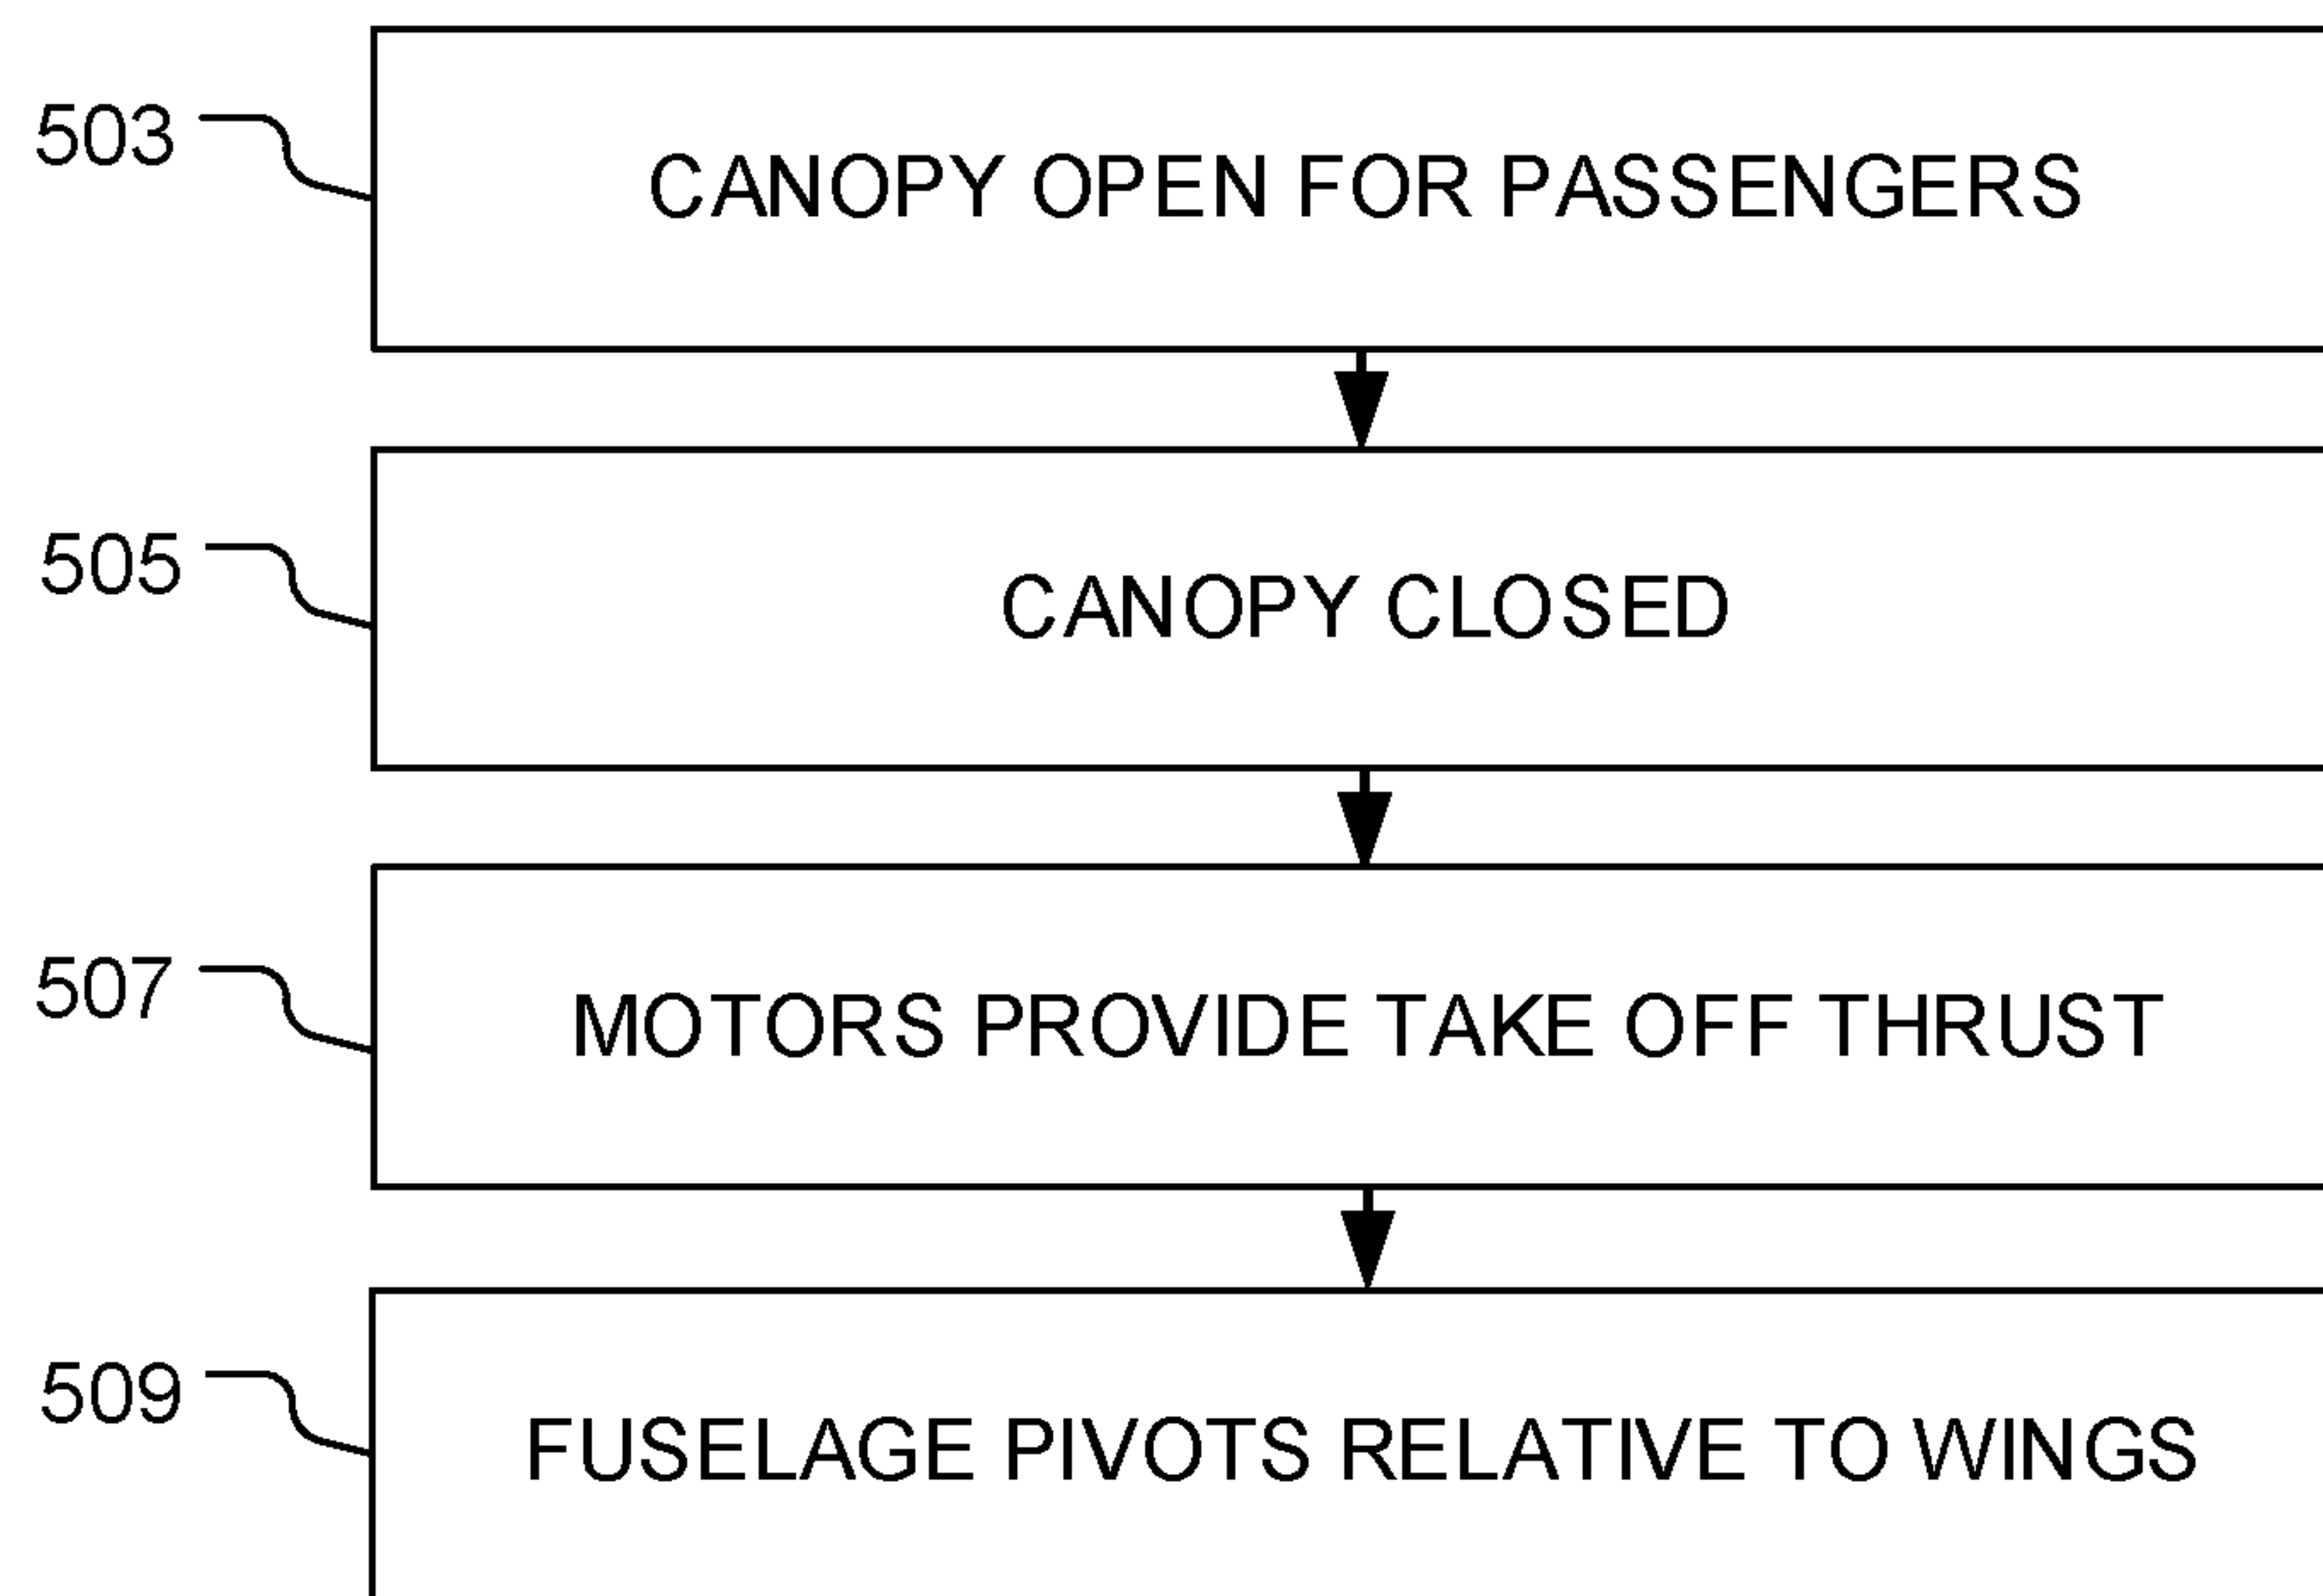 503
CANOPY OPEN FOR PASSENGERS
505
CANOPY CLOSED
507
MOTORS PROVIDE TAKE OFF THRUST
509
FUSELAGE PIVOTS RELATIVE TO WINGS